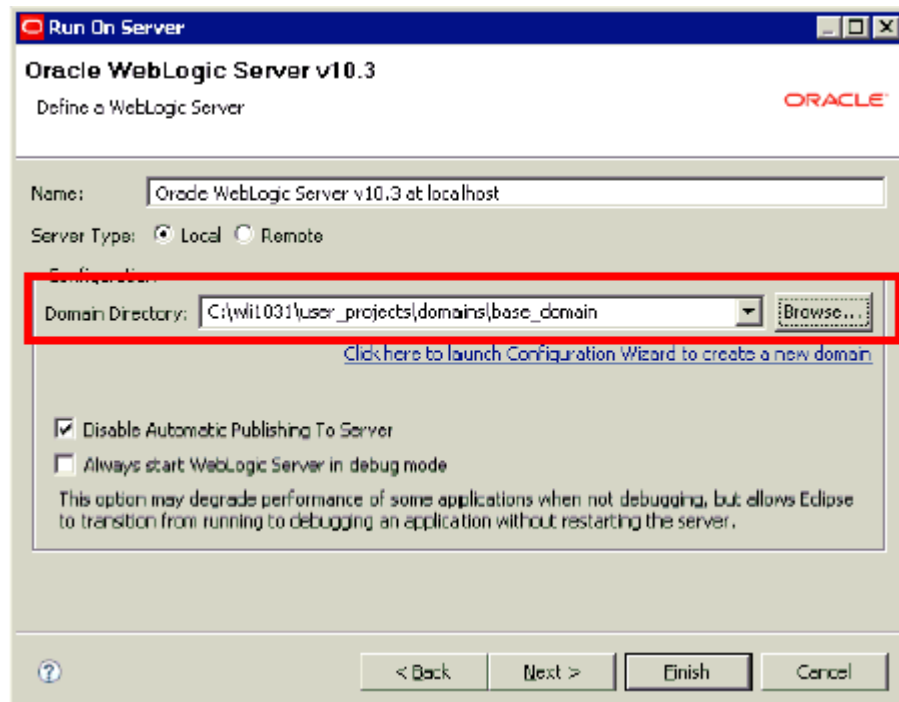 Run On Server
Oracle WebLogic Server v10.3
Define a WebLogic Server
ORACLE
Name: Oracle WebLogic Server v10.3 at localhost
Server Type: Local Remote
Configuration
Domain Directory: C:\wli1031\user_projects\domains\base_domain Browse...
Click here to launch Configuration Wizard to create a new domain
Disable Automatic Publishing To Server
Always start WebLogic Server in debug mode
This option may degrade performance of some applications when not debugging, but allows Eclipse
to transition from running to debugging an application without restarting the server.
? < Back Next > Finish Cancel